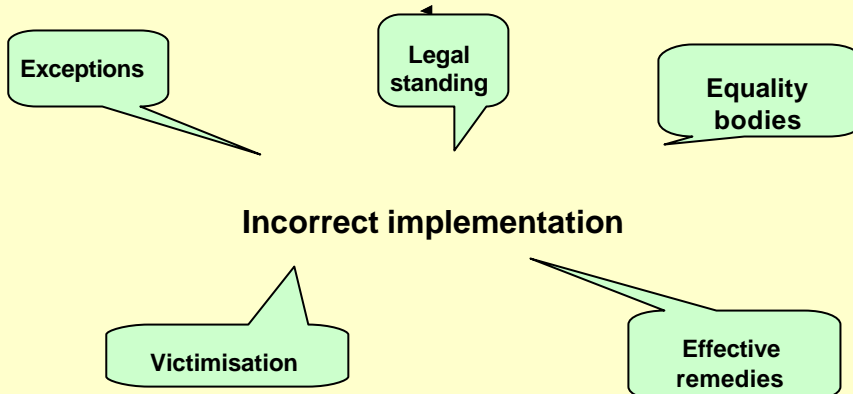 Exceptions
Legal
standing
Equality
bodies
Incorrect implementation
Victimisation
Effective
remedies